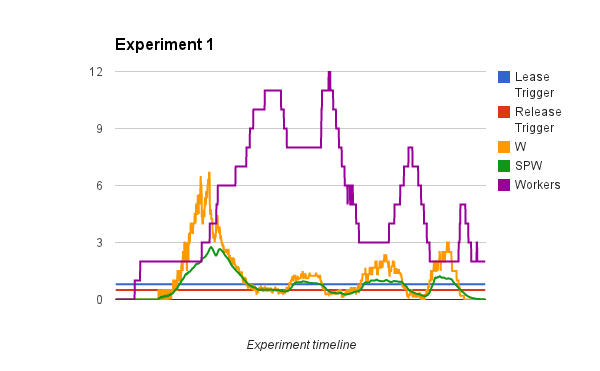 Experiment 1
12
9
6
3
0
Lease
Trigger
Release
Trigger
W
SPW
Workers
Experiment timeline